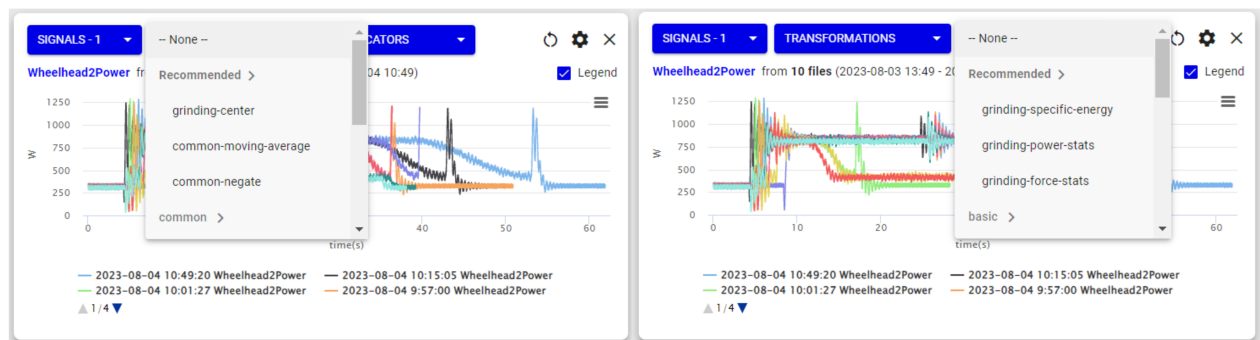 SIGNALS - 1
-- None --
CATORS
Wheelhead2Power fr
04 10:49)
Legend
Recommended >
grinding-center
common-moving-average
common-negate
common >
1250
1000
750
500
250
0
W
0 40 50 60
time(s)
2023-08-04 10:49:20 Wheelhead2Power 2023-08-04 10:15:05 Wheelhead2Power
2023-08-04 10:01:27 Wheelhead2Power 2023-08-04 9:57:00 Wheelhead2Power
1/4
SIGNALS - 1
TRANSFORMATIONS
-- None --
Wheelhead2Power from 10 files (2023-08-03 13:49 - 20
Legend
Recommended >
grinding-specific-energy
grinding-power-stats
grinding-force-stats
basic >
1250
1000
750
500
250
0
W
0 10 20 60
time(s)
2023-08-04 10:49:20 Wheelhead2Power 2023-08-04 10:15:05 Wheelhead2Power
2023-08-04 10:01:27 Wheelhead2Power 2023-08-04 9:57:00 Wheelhead2Power
1/4